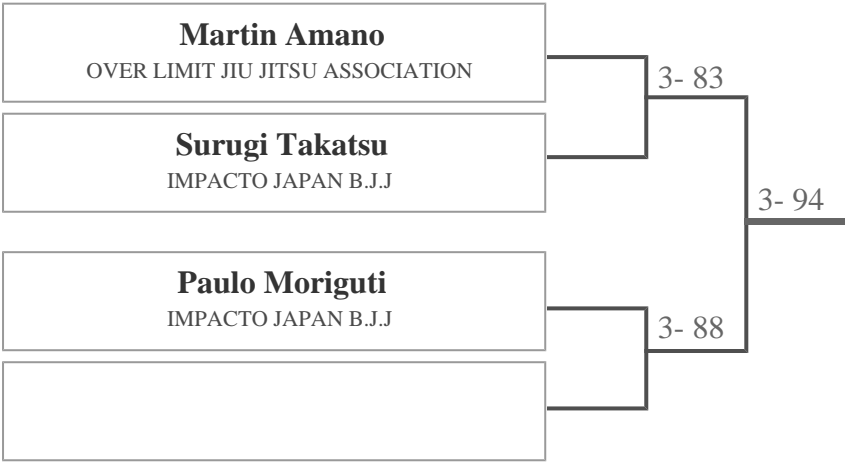 Martin Amano
OVER LIMIT JIU JITSU ASSOCIATION
3- 83
Surugi Takatsu
IMPACTO JAPAN B.J.J
3- 94
Paulo Moriguti
IMPACTO JAPAN B.J.J
3- 88